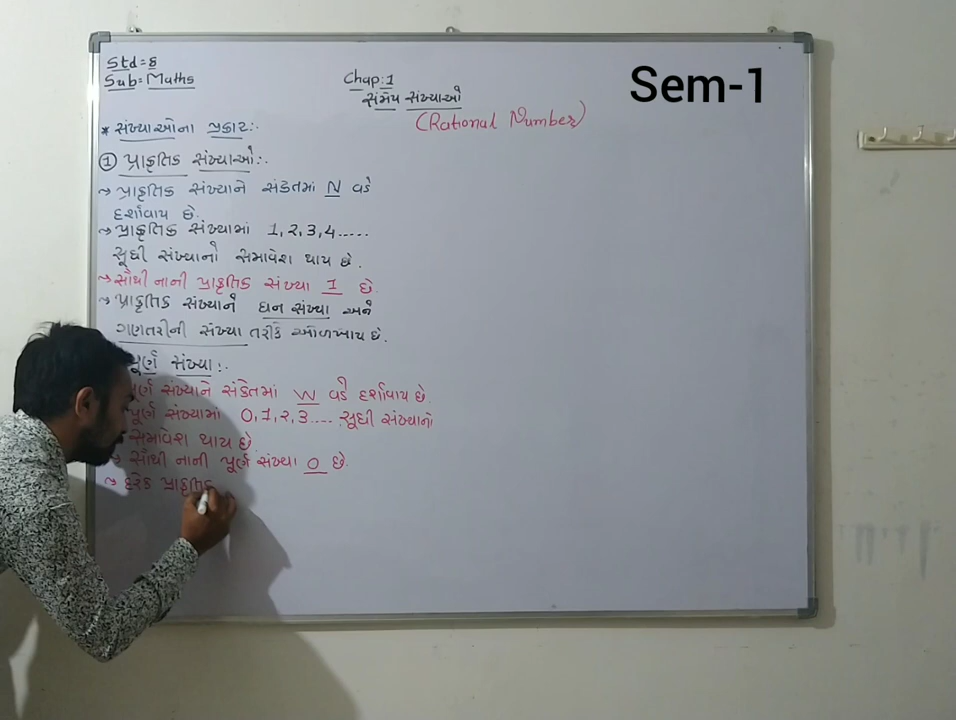 Std = 8
Sub = Maths
Chap:1
સંમેય સંખ્યાઓ
(Rational Number)
Sem-1
* સંખ્યાઓના પ્રકાર:-
① પ્રાકૃતિક સંખ્યાઓ:-
→ પ્રાકૃતિક સંખ્યાને સંકેતમાં N વડે
દર્શાવાય છે.
→ પ્રાકૃતિક સંખ્યામાં 1,2,3,4.....
સુધી સંખ્યાનો સમાવેશ થાય છે.
→ સૌથી નાની પ્રાકૃતિક સંખ્યા 1 છે
→ પ્રાકૃતિક સંખ્યાને ઘન સંખ્યા અને
ગણતરીની સંખ્યા તરીકે ઓળખાય છે.
પૂર્ણ સંખ્યા:-
પૂર્ણ સંખ્યાને સંકેતમાં W વડે દર્શાવાય છે.
પૂર્ણ સંખ્યામાં 0,1,2,3.... સુધી સંખ્યાનો
સમાવેશ થાય છે.
→ સૌથી નાની પૂર્ણ સંખ્યા 0 છે.
→ દરેક પ્રાકૃતિક